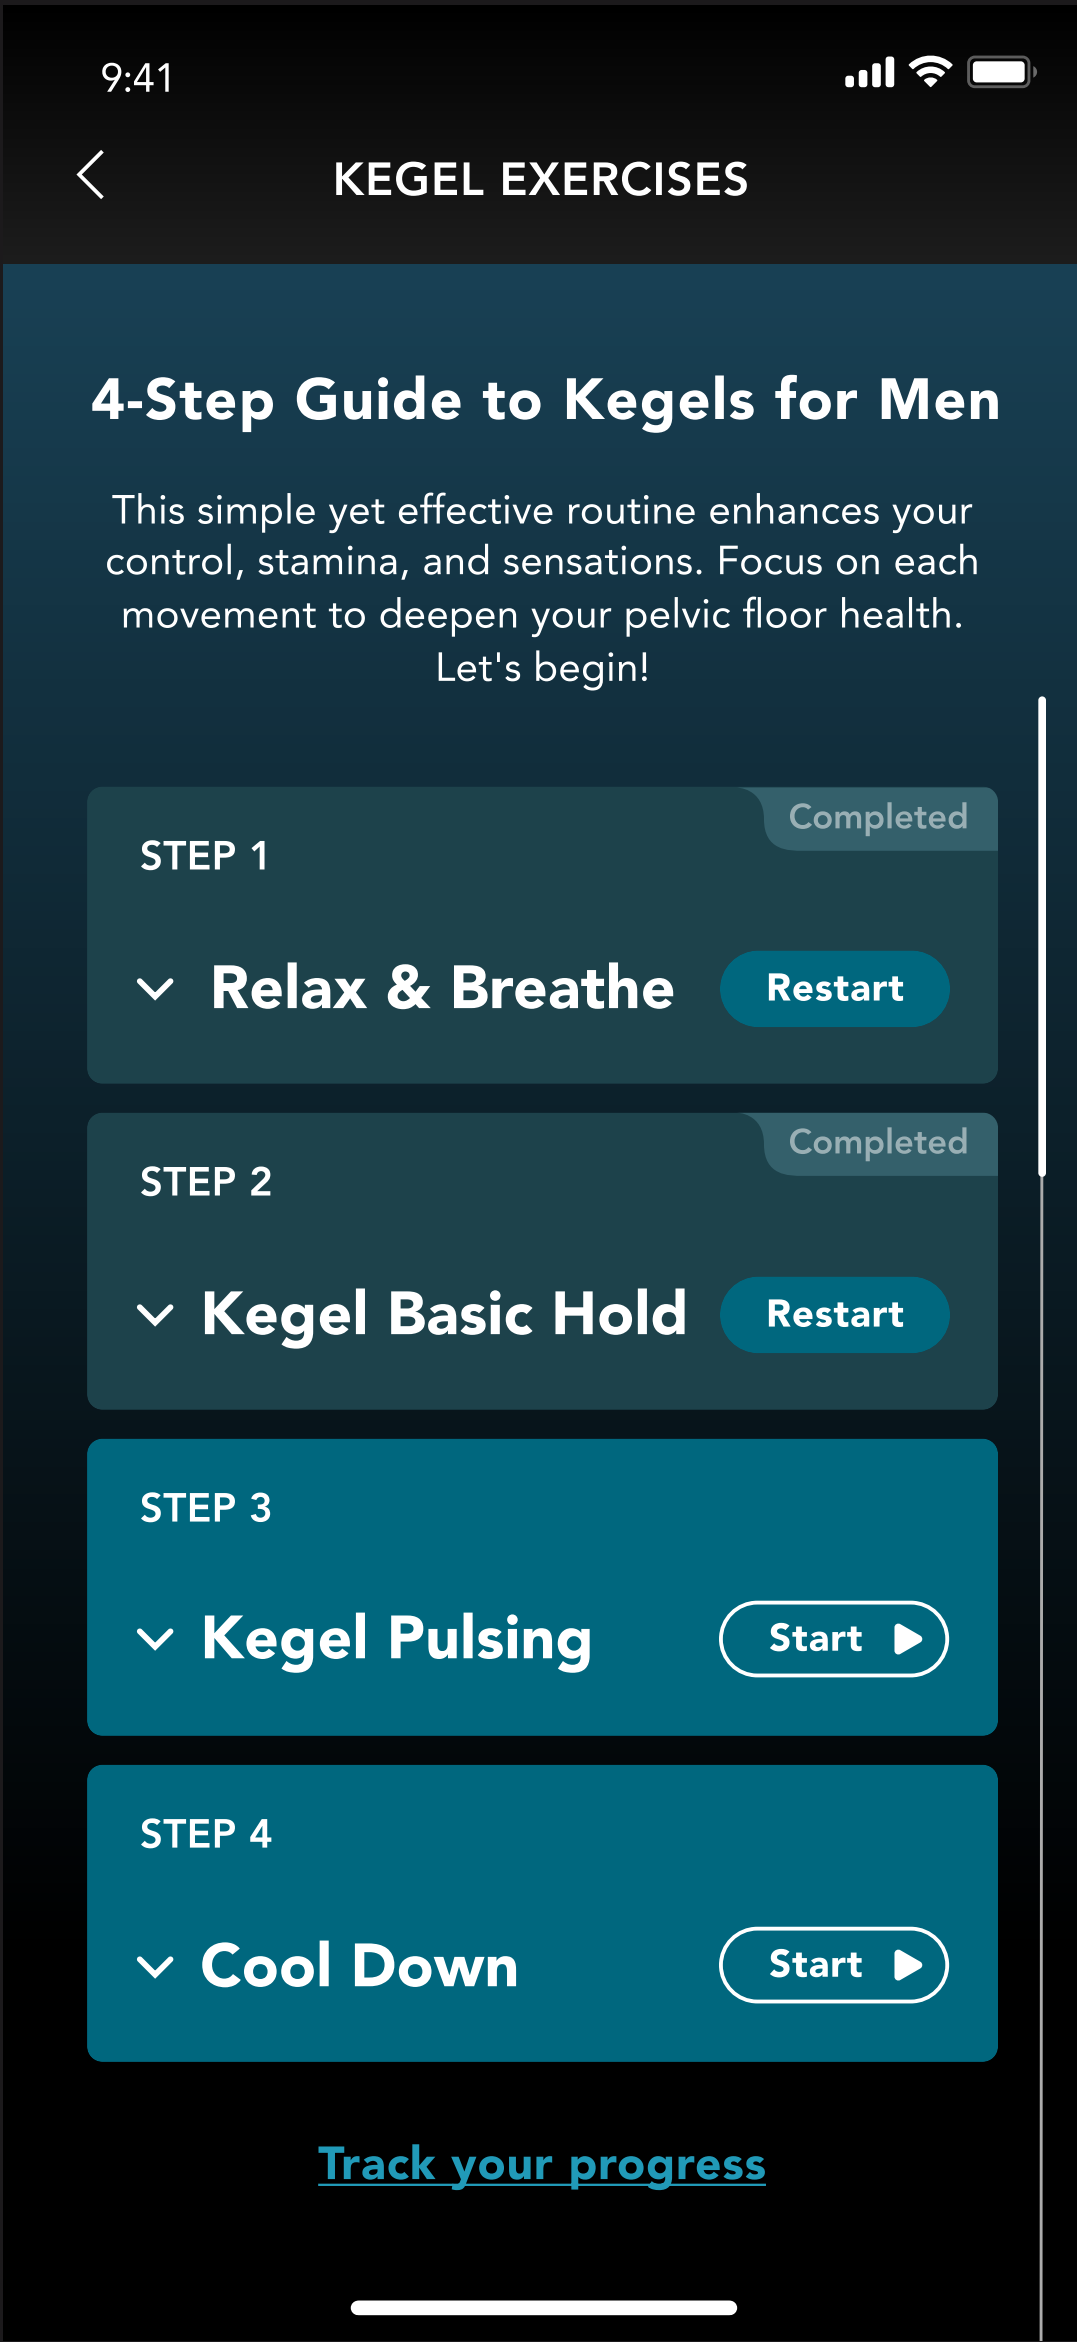 9:41
KEGEL EXERCISES
4-Step Guide to Kegels for Men
This simple yet effective routine enhances your
control, stamina, and sensations. Focus on each
movement to deepen your pelvic floor health.
Let's begin!
Completed
STEP 1
Relax & Breathe
Restart
Completed
STEP 2
Kegel Basic Hold
Restart
STEP 3
Kegel Pulsing
Start
STEP 4
Cool Down
Start
Track your progress